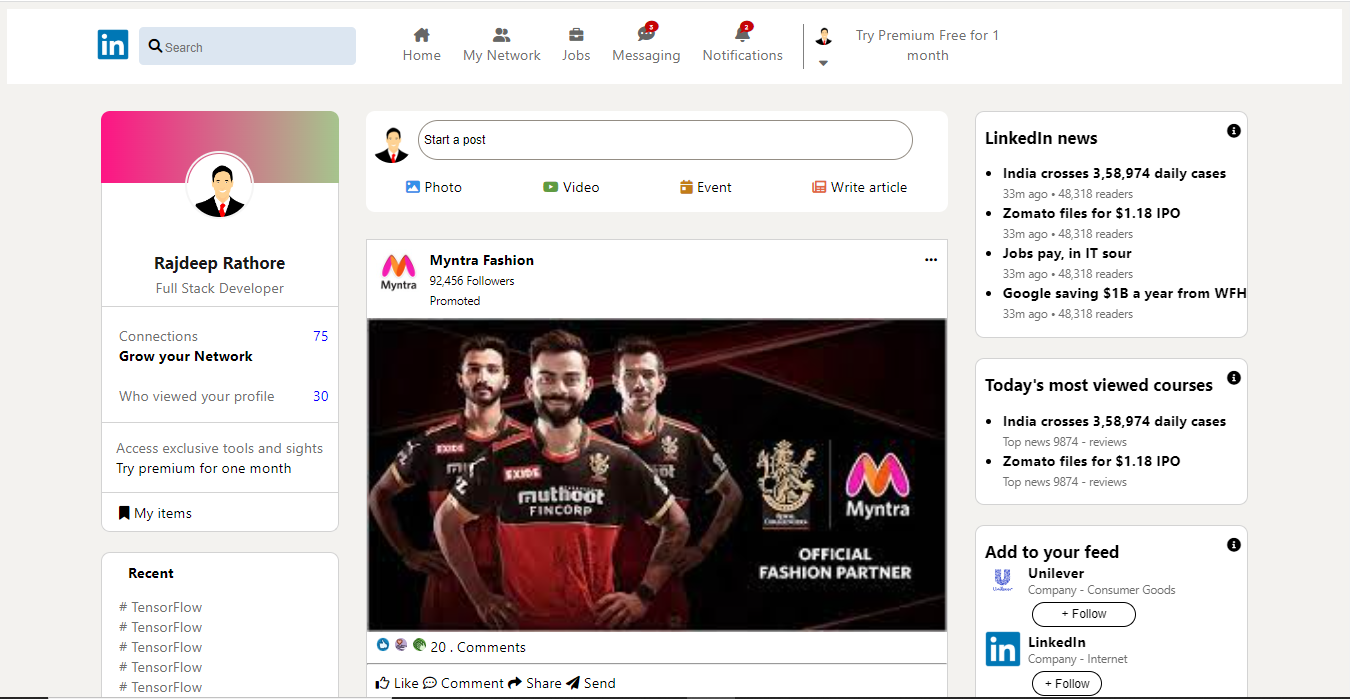 in
Search
Home
My Network
Jobs
3
Messaging
2
Notifications
Try Premium Free for 1
month
Rajdeep Rathore
Full Stack Developer
Connections 75
Grow your Network
Who viewed your profile 30
Access exclusive tools and sights
Try premium for one month
My items
Recent
# TensorFlow
# TensorFlow
# TensorFlow
# TensorFlow
# TensorFlow
Start a post
Photo
Video
Event
Write article
Myntra
Myntra Fashion
92,456 Followers
Promoted
EXIDE
EXIDE
EXIDE
muthoot
FINCORP
Myntra
OFFICIAL
FASHION PARTNER
20 . Comments
Like Comment Share Send
LinkedIn news
India crosses 3,58,974 daily cases
33m ago • 48,318 readers
Zomato files for $1.18 IPO
33m ago • 48,318 readers
Jobs pay, in IT sour
33m ago • 48,318 readers
Google saving $1B a year from WFH
33m ago • 48,318 readers
Today's most viewed courses
India crosses 3,58,974 daily cases
Top news 9874 - reviews
Zomato files for $1.18 IPO
Top news 9874 - reviews
Add to your feed
Unilever
Unilever
Company - Consumer Goods
+ Follow
in
LinkedIn
Company - Internet
+ Follow